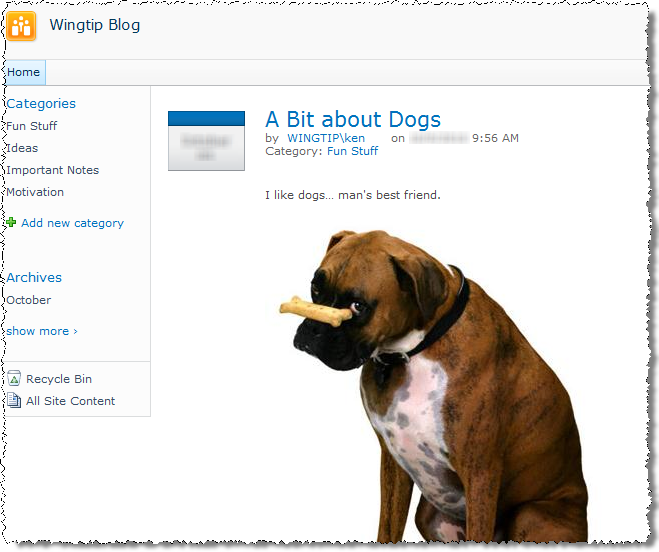 Wingtip Blog
Home
Categories
Fun Stuff
Ideas
Important Notes
Motivation
Add new category
Archives
October
show more ›
Recycle Bin
All Site Content
A Bit about Dogs
by WINGTIP\ken on 9:56 AM
Category: Fun Stuff
I like dogs... man's best friend.